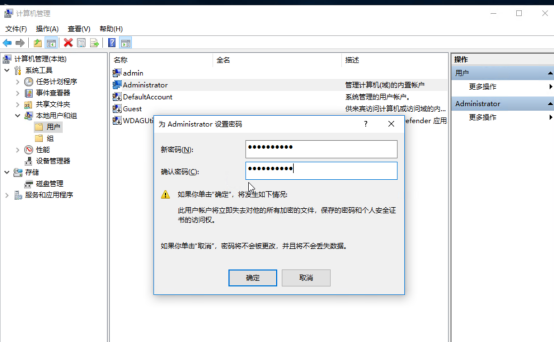 计算机管理
文件(F) 操作(A) 查看(V) 帮助(H)
计算机管理(本地)
系统工具
任务计划程序
事件查看器
共享文件夹
本地用户和组
用户
组
性能
设备管理器
存储
磁盘管理
服务和应用程序
名称 全名 描述
admin
Administrator 管理计算机(域)的内置帐户
DefaultAccount 系统管理的用户帐户。
Guest 供来宾访问计算机或访问域的内...
WDAGUti efender 应用
操作
用户
更多操作
Administrator
更多操作
为 Administrator 设置密码
新密码(N):
确认密码(C):
如果你单击“确定”，将发生如下情况:
此用户帐户将立即失去对他的所有加密的文件，保存的密码和个人安全证
书的访问权。
如果你单击“取消”，密码将不会被更改，并且将不会丢失数据。
确定 取消